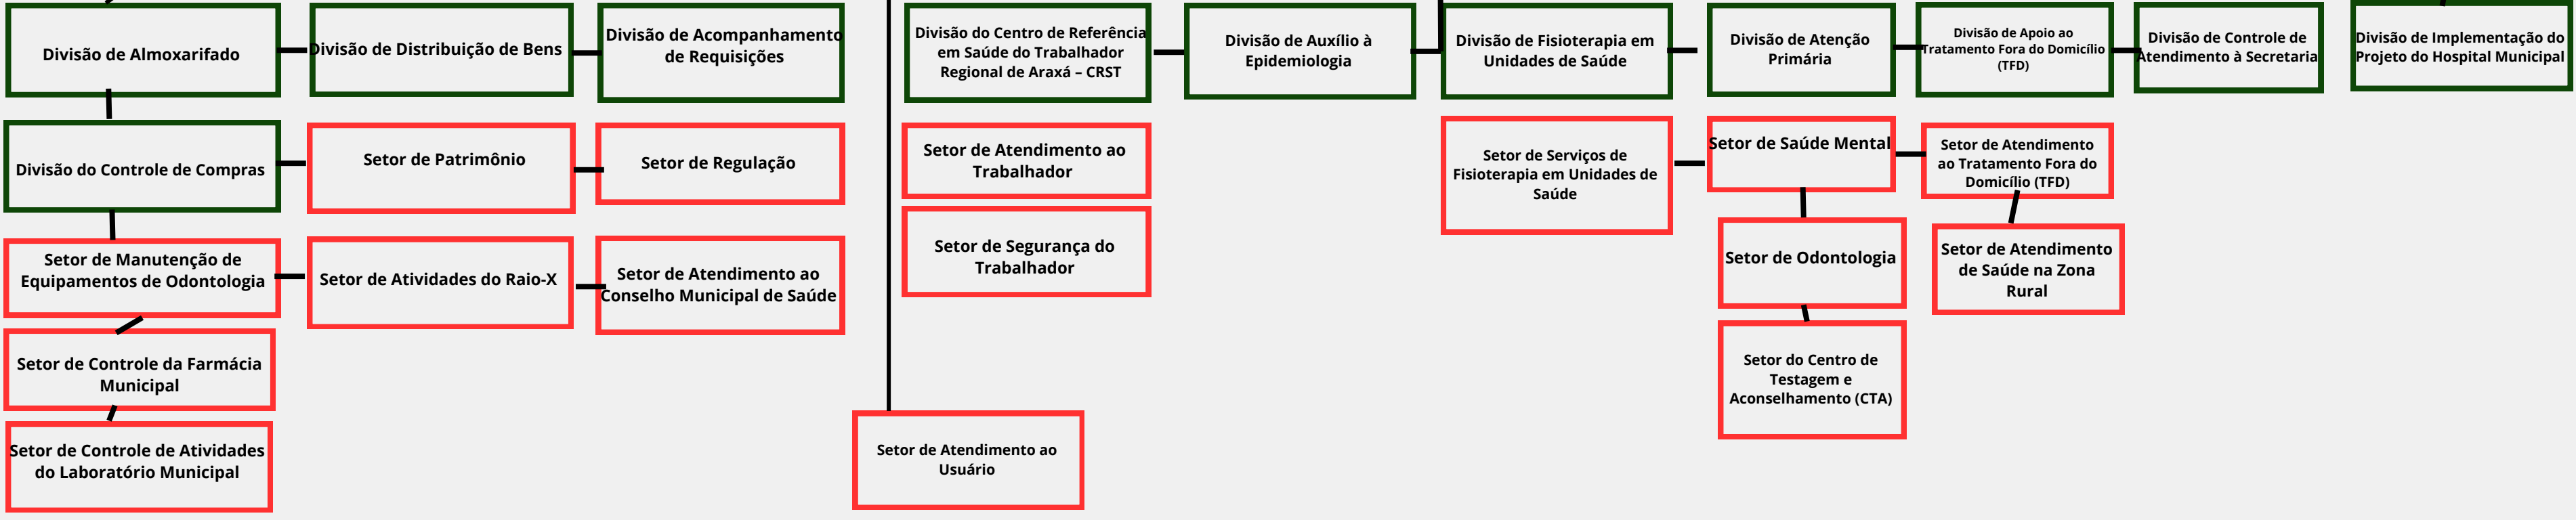 Divisão de Almoxarifado
Divisão de Distribuição de Bens
Divisão de Acompanhamento
de Requisições
Divisão do Centro de Referência
em Saúde do Trabalhador
Regional de Araxá – CRST
Divisão de Auxílio à
Epidemiologia
Divisão de Fisioterapia em
Unidades de Saúde
Divisão de Atenção
Primária
Divisão de Apoio ao
Tratamento Fora do Domicílio
(TFD)
Divisão de Controle de
Atendimento à Secretaria
Divisão de Implementação do
Projeto do Hospital Municipal
Divisão do Controle de Compras
Setor de Patrimônio
Setor de Regulação
Setor de Atendimento ao
Trabalhador
Setor de Serviços de
Fisioterapia em Unidades de
Saúde
Setor de Saúde Mental
Setor de Atendimento
ao Tratamento Fora do
Domicílio (TFD)
Setor de Manutenção de
Equipamentos de Odontologia
Setor de Atividades do Raio-X
Setor de Atendimento ao
Conselho Municipal de Saúde
Setor de Segurança do
Trabalhador
Setor de Odontologia
Setor de Atendimento
de Saúde na Zona
Rural
Setor de Controle da Farmácia
Municipal
Setor do Centro de
Testagem e
Aconselhamento (CTA)
Setor de Controle de Atividades
do Laboratório Municipal
Setor de Atendimento ao
Usuário